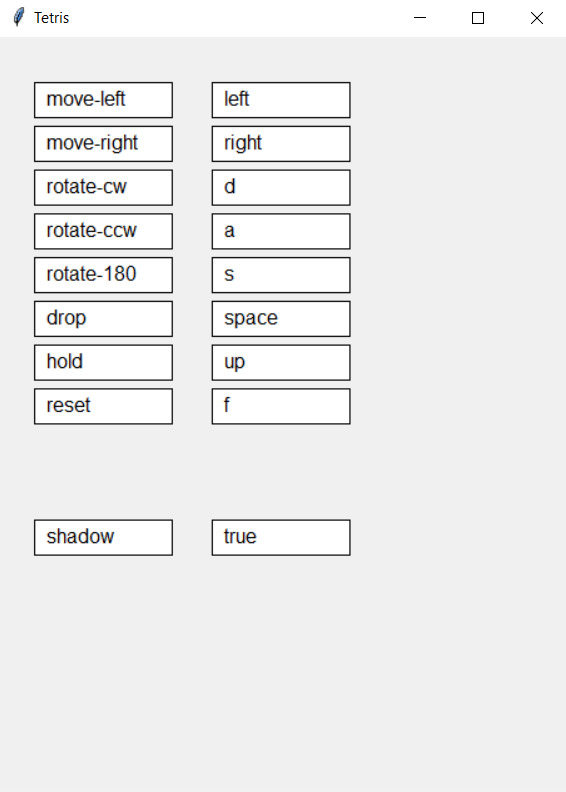 Tetris
move-left left
move-right right
rotate-cw d
rotate-ccw a
rotate-180 s
drop space
hold up
reset f
shadow true